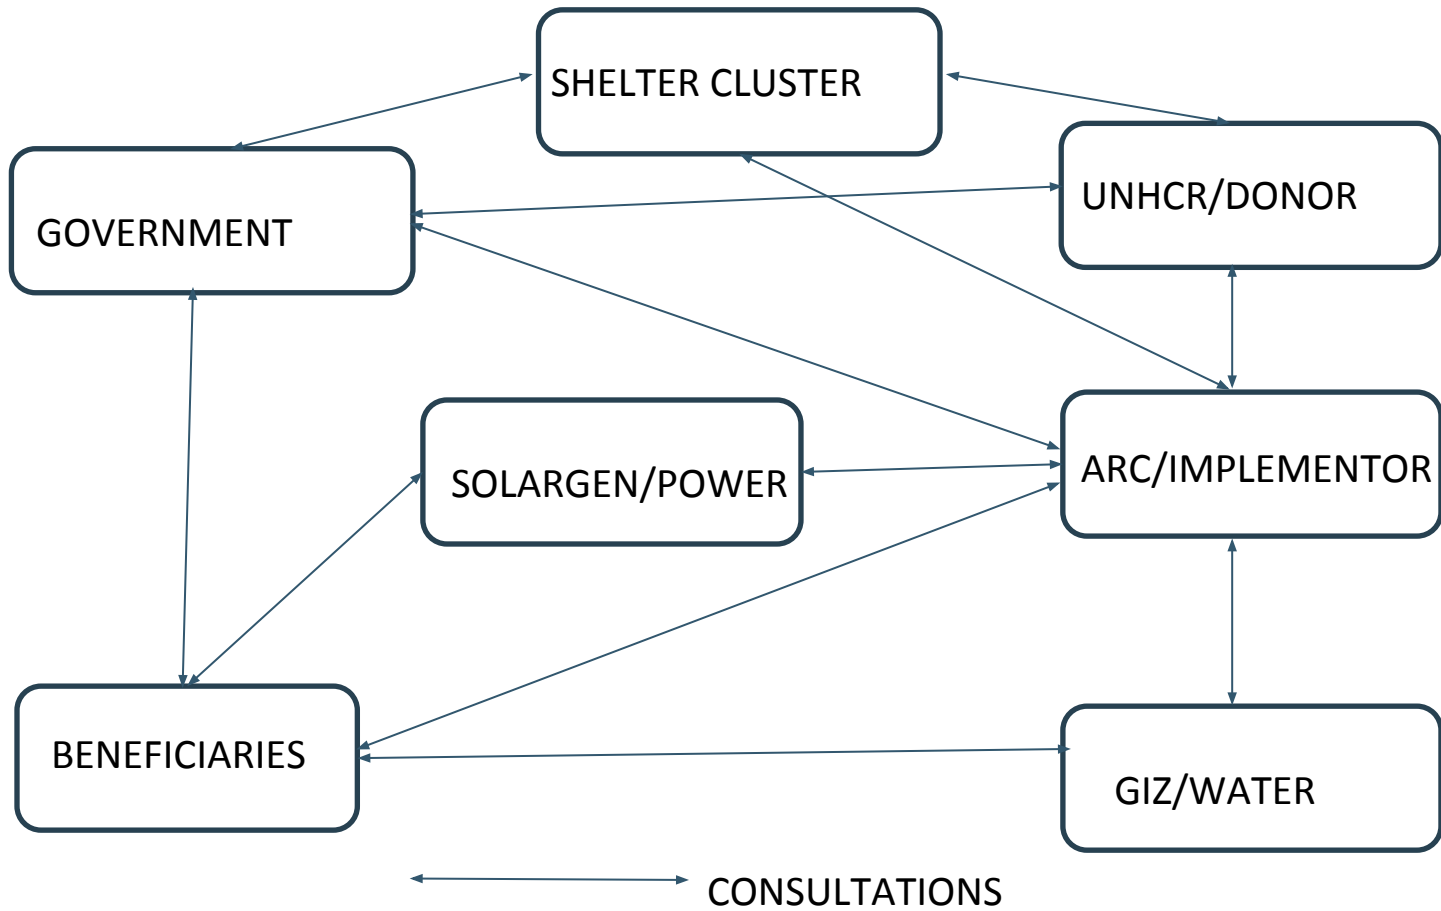 SHELTER CLUSTER
UNHCR/DONOR
GOVERNMENT
ARC/IMPLEMENTOR
SOLARGEN/POWER
BENEFICIARIES
GIZ/WATER
CONSULTATIONS